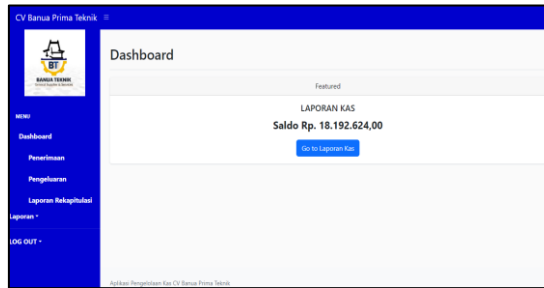 CV Banua Prima Teknik
BT
BANUA TEKNIK
MENU
Dashboard
Penerimaan
Pengeluaran
Laporan Rekapitulasi
Laporan
LOG OUT
Dashboard
Featured
LAPORAN KAS
Saldo Rp. 18.192.624,00
Go to Laporan Kas
Aplikasi Pengelolaan Kas CV Banua Prima Teknik